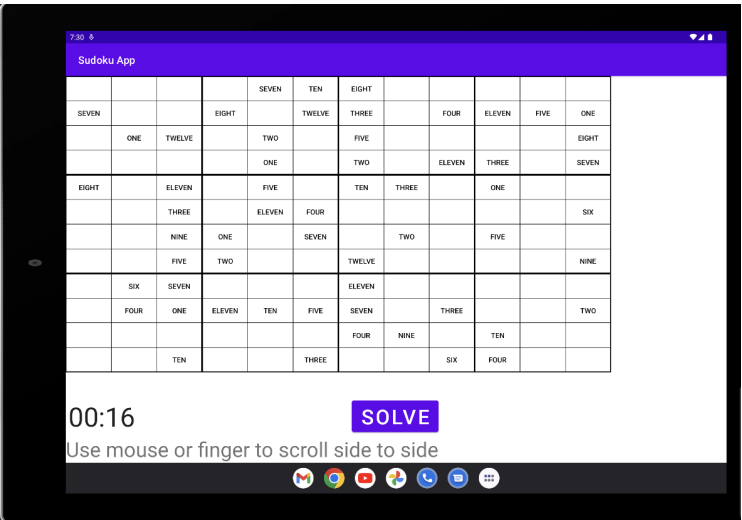 7:30
Sudoku App
SEVEN TEN EIGHT
SEVEN EIGHT TWELVE THREE FOUR ELEVEN FIVE ONE
ONE TWELVE TWO FIVE EIGHT
ONE TWO ELEVEN THREE SEVEN
EIGHT ELEVEN FIVE TEN THREE ONE
THREE ELEVEN FOUR SIX
NINE ONE SEVEN TWO FIVE
FIVE TWO TWELVE NINE
SIX SEVEN ELEVEN
FOUR ONE ELEVEN TEN FIVE SEVEN THREE TWO
FOUR NINE TEN
TEN THREE SIX FOUR
00:16
SOLVE
Use mouse or finger to scroll side to side